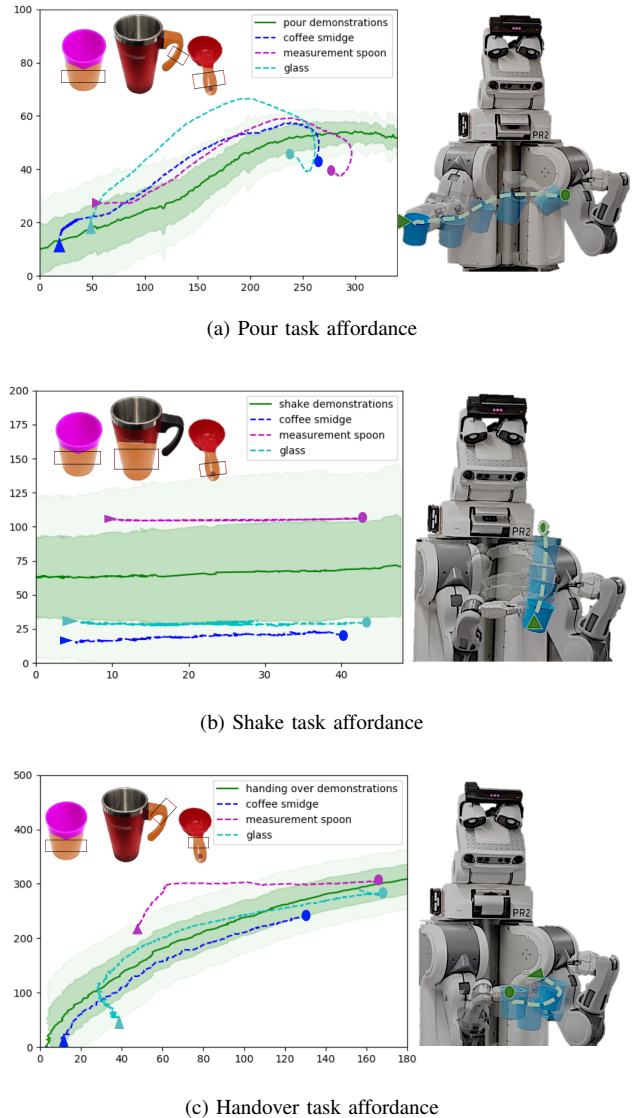 100
80
60
40
20
0
0 50 100 150 200 250 300
pour demonstrations
coffee smidge
measurement spoon
glass
PR2
(a) Pour task affordance
200
175
150
125
100
75
50
25
0
0 10 20 30 40
shake demonstrations
coffee smidge
measurement spoon
glass
PR2
(b) Shake task affordance
500
400
300
200
100
0
0 20 40 60 80 100 120 140 160 180
handing over demonstrations
coffee smidge
measurement spoon
glass
PR2
(c) Handover task affordance